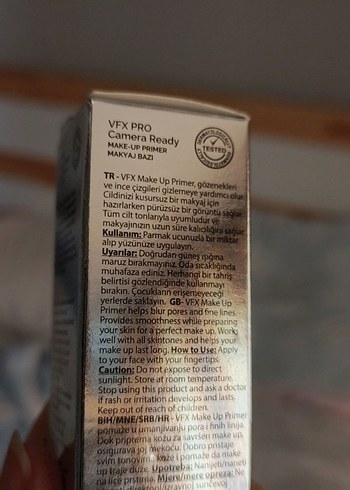 VFX PRO
Camera Ready
MAKE-UP PRIMER
MAKYAJ BAZI
TESTED
TR - VFX Make Up Primer, gözenekleri
ve ince çizgileri gizlemeye yardımcı olur.
Cildinizi kusursuz bir makyaj için
hazırlarken pürüzsüz bir görüntü sağlar.
Tüm cilt tonlarıyla uyumludur ve
makyajınızın uzun süre kalıcılığı sağlar.
Kullanım: Parmak ucunuzla bir miktar
alıp yüzünüze uygulayın.
Uyarılar: Doğrudan güneş ışığına
maruz bırakmayınız. Oda sıcaklığında
muhafaza ediniz. Herhangi bir tahriş
belirtisi gözlendiğinde kullanmayı
bırakın. Çocukların erişemeyeceği
yerlerde saklayın. GB- VFX Make Up
Primer helps blur pores and fine lines.
Provides smoothness while preparing
your skin for a perfect make up. Works
well with all skintones and helps your
make up last long. How to Use: Apply
to your face with your fingertips.
Caution: Do not expose to direct
sunlight. Store at room temperature.
Stop using this product and ask a doctor
if rash or irritation develops and lasts.
Keep out of reach of children.
BİH/MNE/SRB/HR - VFX Make Up Primer
pomaže u umanjivanju pora i finih linija.
Dok priprema kožu za savršen make up,
osigurava joj mekoću. Dobro pristaje
svim tonovima kože i pomaže da make
up traje duže. Upotreba: Nanijeti/naneti
na lice prstima. Mjere/mere opreza: Ne